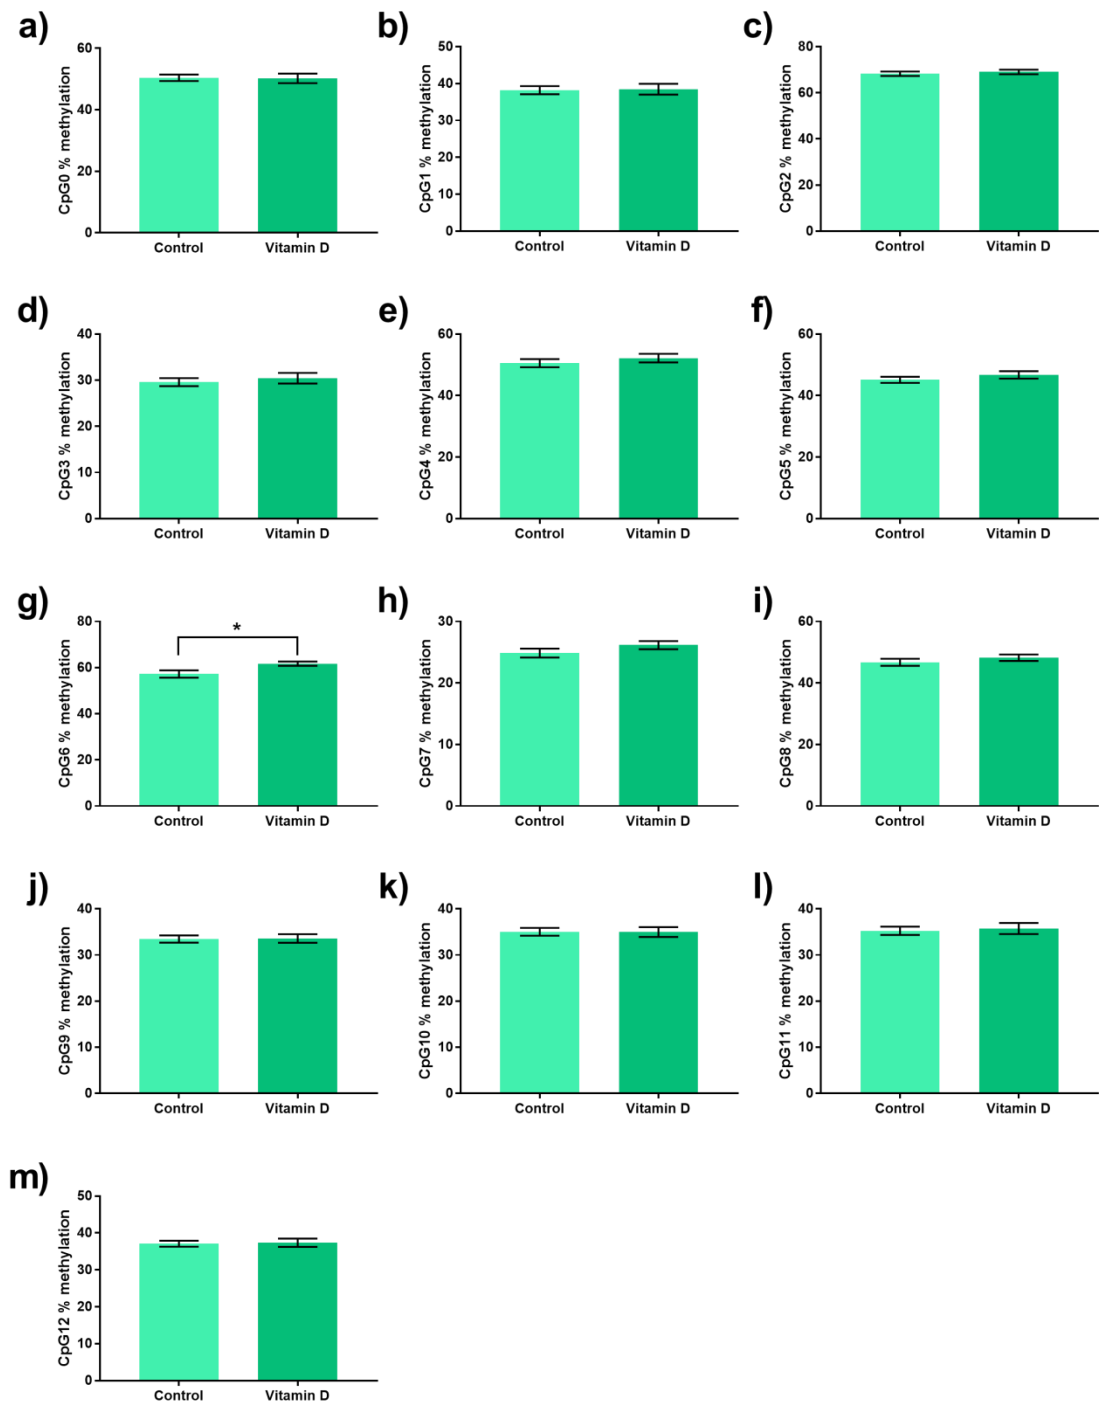 a)
CpG0 % methylation
60
40
20
0
Control Vitamin D
b)
CpG1 % methylation
50
40
30
20
10
0
Control Vitamin D
c)
CpG2 % methylation
80
60
40
20
0
Control Vitamin D
d)
CpG3 % methylation
40
30
20
10
0
Control Vitamin D
e)
CpG4 % methylation
60
40
20
0
Control Vitamin D
f)
CpG5 % methylation
60
40
20
0
Control Vitamin D
g)
CpG6 % methylation
80
60
40
20
0
*
Control Vitamin D
h)
CpG7 % methylation
30
20
10
0
Control Vitamin D
i)
CpG8 % methylation
60
40
20
0
Control Vitamin D
j)
CpG9 % methylation
40
30
20
10
0
Control Vitamin D
k)
CpG10 % methylation
40
30
20
10
0
Control Vitamin D
l)
CpG11 % methylation
40
30
20
10
0
Control Vitamin D
m)
CpG12 % methylation
50
40
30
20
10
0
Control Vitamin D